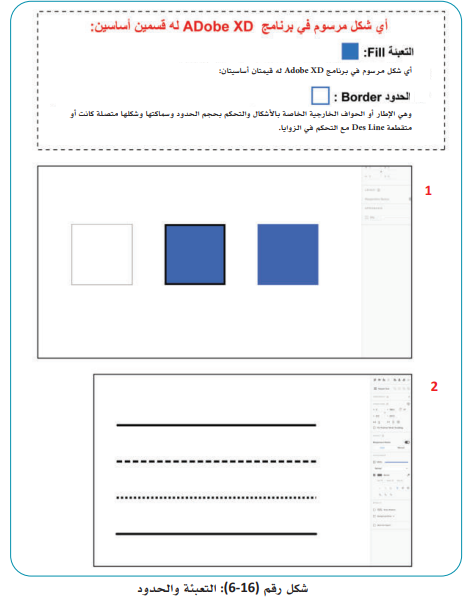 أي شكل مرسوم في برنامج ADobe XD له قسمين أساسين:
التعبئة Fill:
أي شكل مرسوم في برنامج Adobe XD له قيمتان أساسيتان:
الحدود Border :
وهي الإطار أو الحواف الخارجية الخاصة بالأشكال والتحكم بحجم الحدود وسماكتها وشكلها متصلة كانت أو
متقطعة Des Line مع التحكم في الزوايا.
1
2
شكل رقم (16-6): التعبئة والحدود